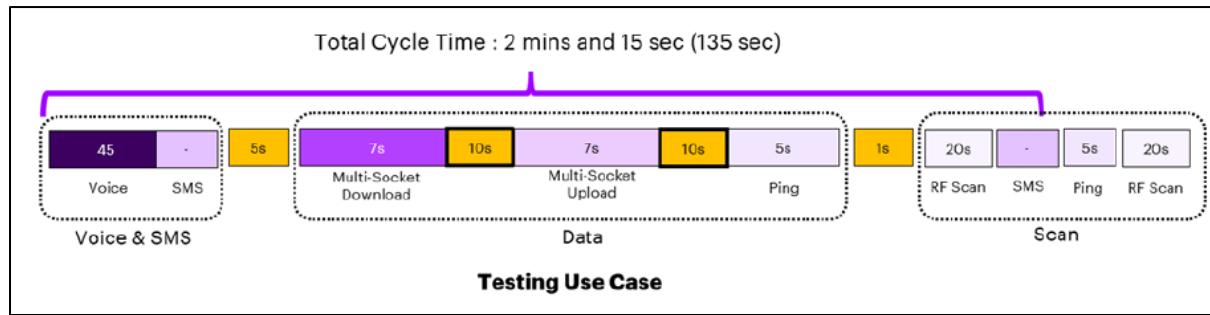 Total Cycle Time : 2 mins and 15 sec (135 sec)
45 - 5s 7s 10s 7s 10s 5s 1s 20s - 5s 20s
Voice SMS Multi-Socket Download Multi-Socket Upload Ping RF Scan SMS Ping RF Scan
Voice & SMS Data Scan
Testing Use Case